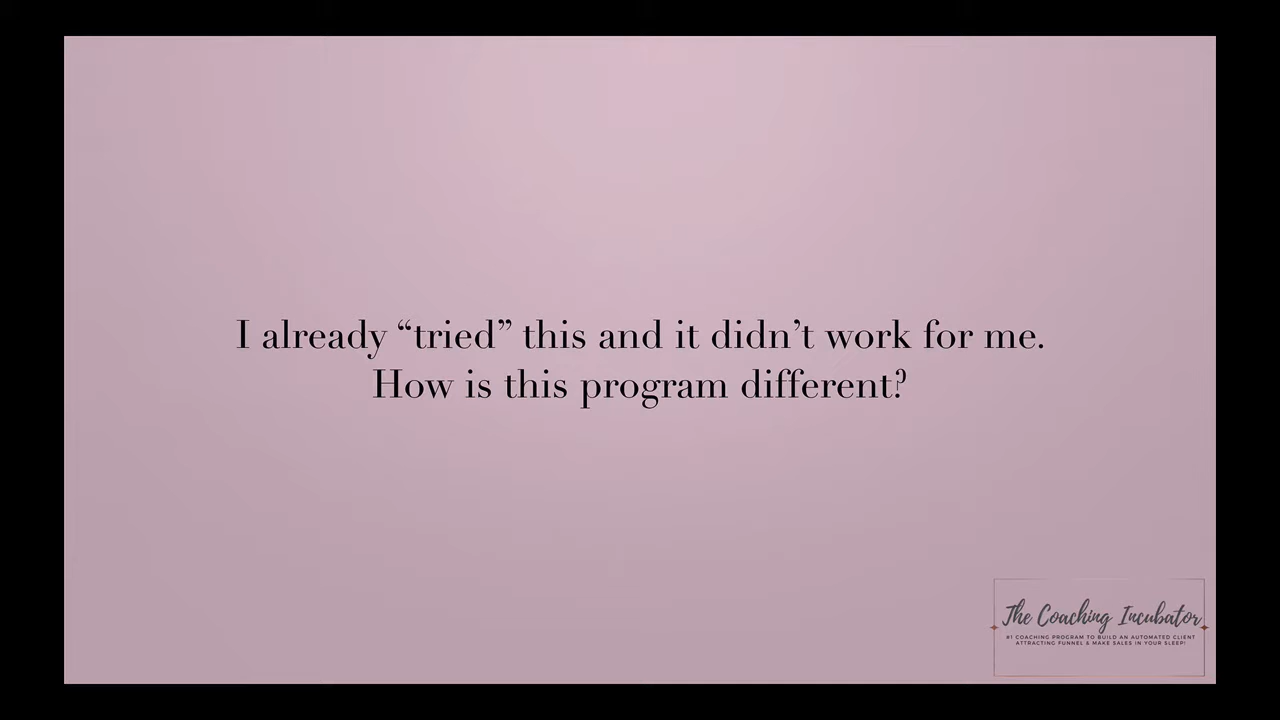 I already “tried” this and it didn’t work for me.
How is this program different?
The Coaching Incubator
#1 COACHING PROGRAM TO BUILD AN AUTOMATED CLIENT
ATTRACTING FUNNEL & MAKE SALES IN YOUR SLEEP!